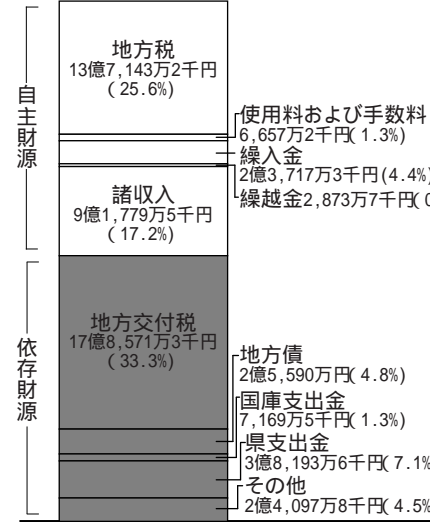 自主財源
地方税
13億7,143万2千円
(25.6%)
使用料および手数料
6,657万2千円(1.3%)
繰入金
2億3,717万3千円(4.4%)
繰越金2,873万7千円(
諸収入
9億1,779万5千円
(17.2%)
依存財源
地方交付税
17億8,571万3千円
(33.3%)
地方債
2億5,590万円(4.8%)
国庫支出金
7,169万5千円(1.3%)
県支出金
3億8,193万6千円(7.1%
その他
2億4,097万8千円(4.5%